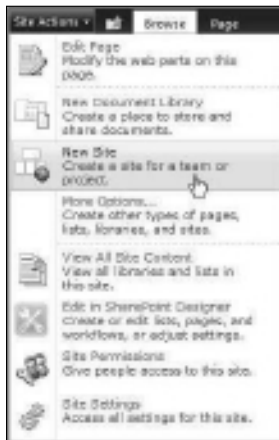 Site Actions Browse Page
Edit Page
Modify the web parts on this
page.
New Document Library
Create a place to store and
share documents.
New Site
Create a site for a team or
project.
More Options...
Create other types of pages,
lists, libraries, and sites.
View All Site Content
View all libraries and lists in
this site.
Edit in SharePoint Designer
Create or edit lists, pages, and
workflows, or adjust settings.
Site Permissions
Give people access to this site.
Site Settings
Access all settings for this site.